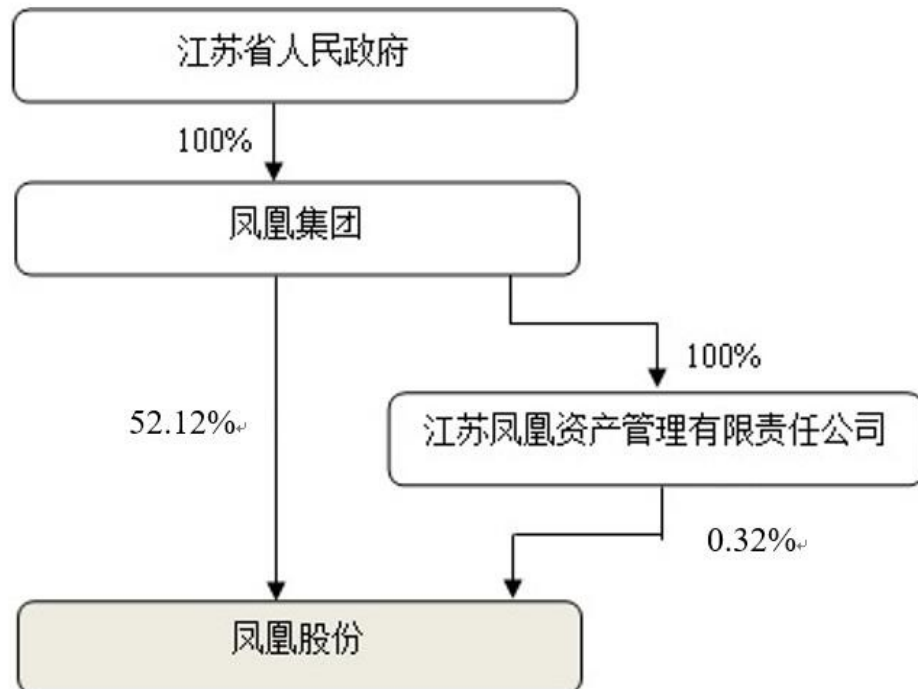 江苏省人民政府
100%
凤凰集团
100%
52.12%
江苏凤凰资产管理有限责任公司
0.32%
凤凰股份